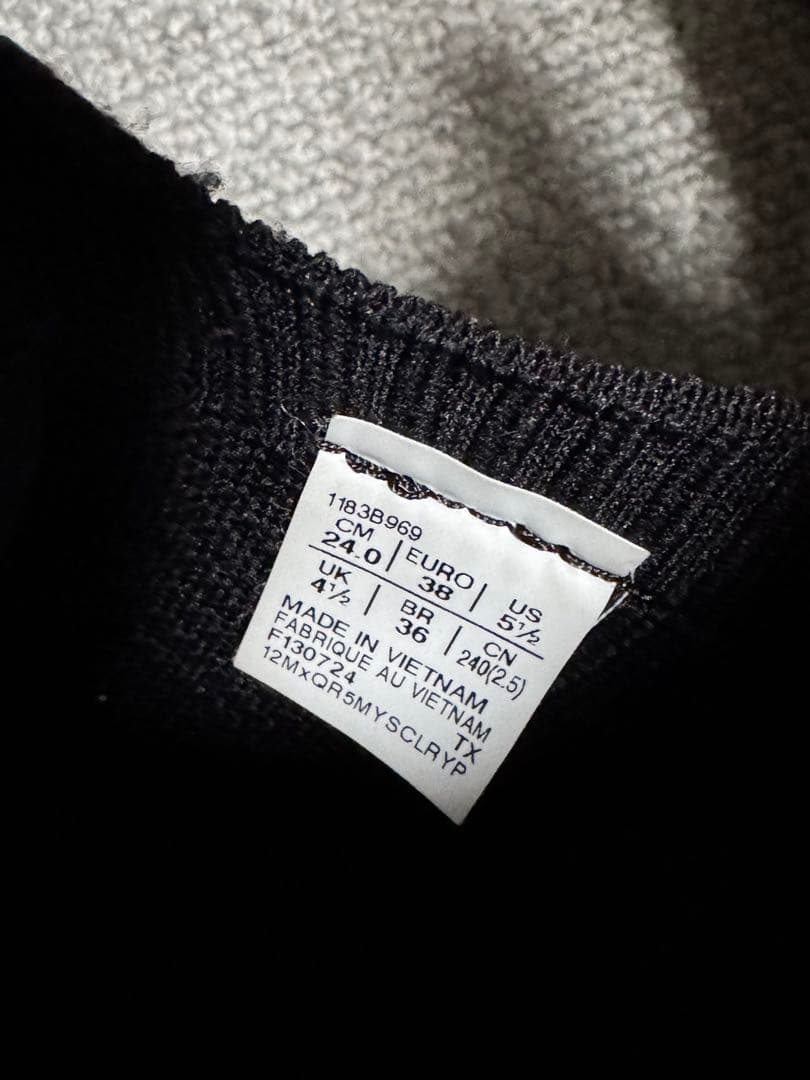 1183B969
CM EURO US
24.0 38 5½
UK BR CN
4½ 36 240(2.5)
MADE IN VIETNAM
FABRIQUE AU VIETNAM
F130724 TX
12MxQR5MYSCLRYP